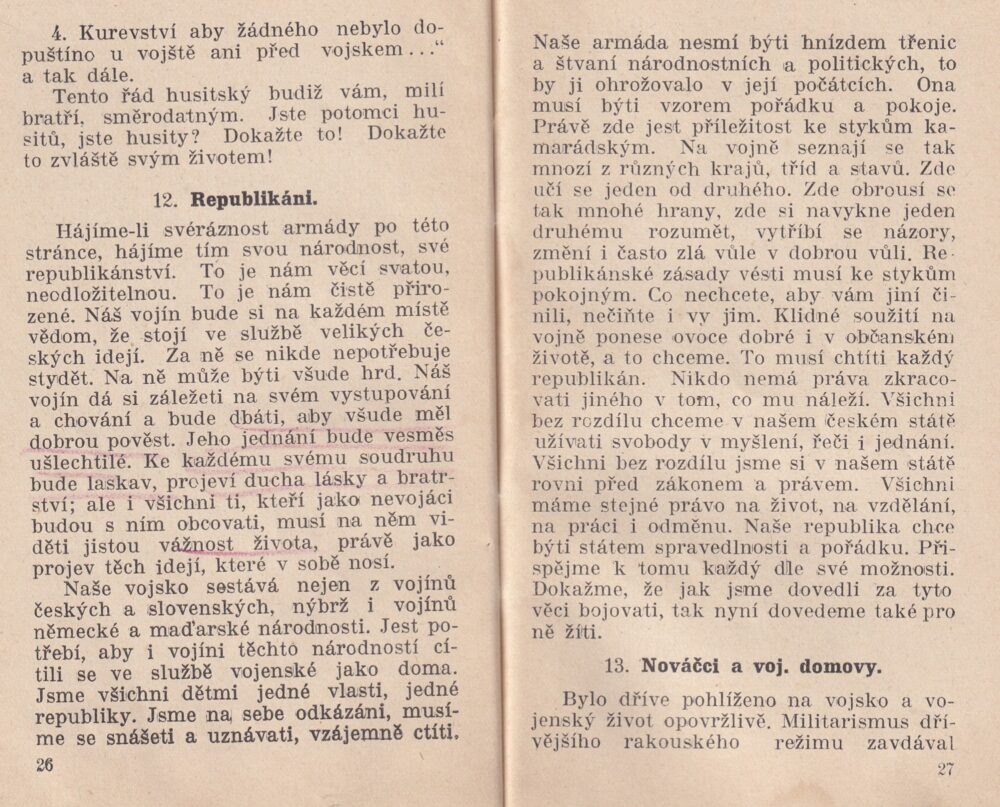 4. Kurevství aby žádného nebylo do-
puštíno u vojště ani před vojskem..."
a tak dále.
Tento řád husitský budiž vám, milí
bratří, směrodatným. Jste potomci hu-
sitů, jste husity? Dokažte to! Dokažte
to zvláště svým životem!
12. Republikáni.
Hájíme-li svéráznost armády po této
stránce, hájíme tím svou národnost, své
republikánství. To je nám věcí svatou,
neodložitelnou. To je nám čistě přiro-
zené. Náš vojín bude si na každém místě
vědom, že stojí ve službě velikých če-
ských idejí. Za ně se nikde nepotřebuje
stydět. Na ně může býti všude hrd. Náš
vojín dá si záležeti na svém vystupování
a chování a bude dbáti, aby všude měl
dobrou pověst. Jeho jednání bude vesměs
ušlechtilé. Ke každému svému soudruhu
bude laskav, projeví ducha lásky a bratr-
ství; ale i všichni ti, kteří jako nevojáci
budou s ním obcovati, musí na něm vi-
děti jistou vážnost života, právě jako
projev těch idejí, které v sobě nosí.
Naše vojsko sestává nejen z vojínů
českých a slovenských, nýbrž i vojínů
německé a maďarské národnosti. Jest po-
třebí, aby i vojíni těchto národností cí-
tili se ve službě vojenské jako doma.
Jsme všichni dětmi jedné vlasti, jedné
republiky. Jsme na sebe odkázáni, musí-
me se snášeti a uznávati, vzájemně ctíti.
26
Naše armáda nesmí býti hnízdem třenic
a štvaní národnostních a politických, to
by ji ohrožovalo v její počátcích. Ona
musí býti vzorem pořádku a pokoje.
Právě zde jest příležitost ke stykům ka-
marádským. Na vojně seznají se tak
mnozí z různých krajů, tříd a stavů. Zde
učí se jeden od druhého. Zde obrousí se
tak mnohé hrany, zde si navykne jeden
druhému rozumět, vytříbí se názory,
změní i často zlá vůle v dobrou vůli. Re-
publikánské zásady vésti musí ke stykům
pokojným. Co nechcete, aby vám jiní či-
nili, nečiňte i vy jim. Klidné soužití na
vojně ponese ovoce dobré i v občanském
životě, a to chceme. To musí chtíti každý
republikán. Nikdo nemá práva zkraco-
vati jiného v tom, co mu náleží. Všichni
bez rozdílu chceme v našem českém státě
užívati svobody v myšlení, řeči i jednání.
Všichni bez rozdílu jsme si v našem státě
rovni před zákonem a právem. Všichni
máme stejné právo na život, na vzdělání,
na práci i odměnu. Naše republika chce
býti státem spravedlnosti a pořádku. Při-
spějme k tomu každý dle své možnosti.
Dokažme, že jak jsme dovedli za tyto
věci bojovati, tak nyní dovedeme také pro
ně žíti.
13. Nováčci a voj. domovy.
Bylo dříve pohlíženo na vojsko a vo-
jenský život opovržlivě. Militarismus dří-
vějšího rakouského režimu zavdával
27